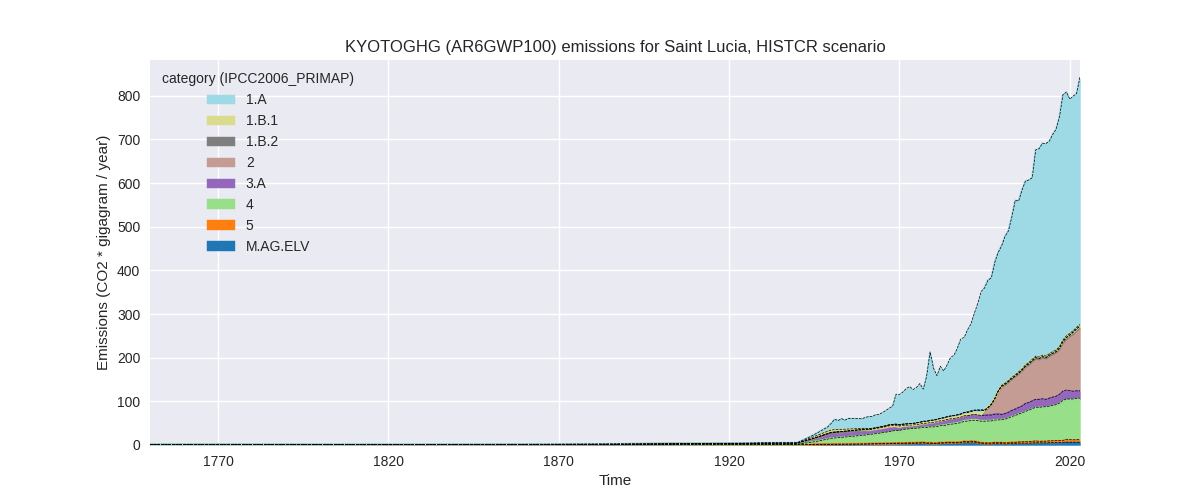 KYOTOGHG (AR6GWP100) emissions for Saint Lucia, HISTCR scenario
category (IPCC2006_PRIMAP)
1.A
1.B.1
1.B.2
2
3.A
4
5
M.AG.ELV
Emissions (CO2 * gigagram / year)
800
700
600
500
400
300
200
100
0
1770
1820
1870
1920
1970
2020
Time